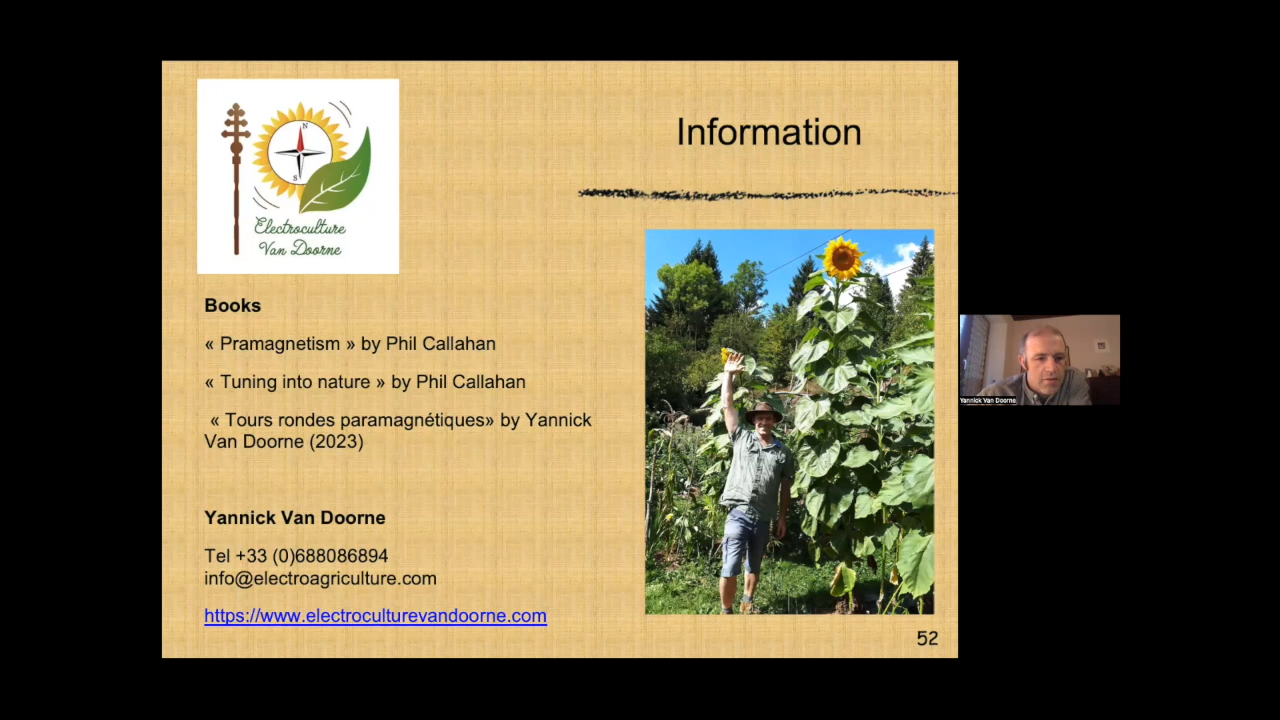 Information
N
S
Electroculture
Van Doorne
Books
« Pramagnetism » by Phil Callahan
« Tuning into nature » by Phil Callahan
« Tours rondes paramagnétiques» by Yannick
Van Doorne (2023)
Yannick Van Doorne
Tel +33 (0)688086894
info@electroagriculture.com
https://www.electroculturevandoorne.com
52
Yannick Van Doorne